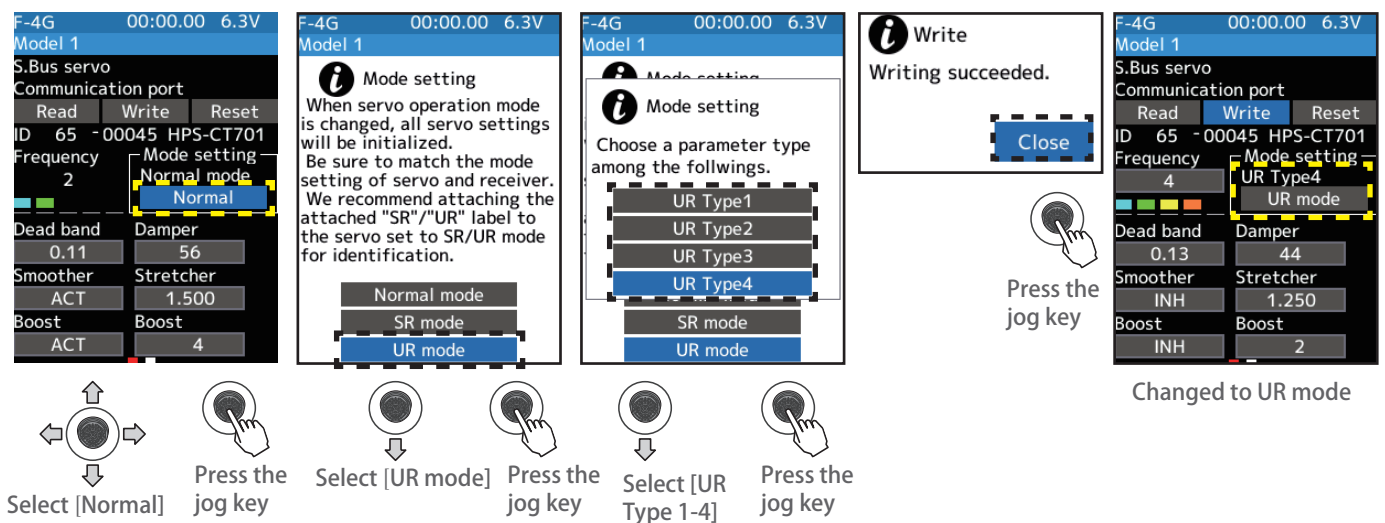 F-4G 00:00.00 6.3V
Model 1
S.Bus servo
Communication port
Read Write Reset
ID 65 -00045 HPS-CT701
Frequency Mode setting
Normal mode
2
Normal
Dead band Damper
0.11 56
Smoother Stretcher
ACT 1.500
Boost Boost
ACT 4
Select [Normal]
Press the
jog key
F-4G 00:00.00 6.3V
Model 1
Mode setting
When servo operation mode
is changed, all servo settings
will be initialized.
Be sure to match the mode
setting of servo and receiver.
We recommend attaching the
attached "SR"/"UR" label to
the servo set to SR/UR mode
for identification.
Normal mode
SR mode
UR mode
Select [UR mode]
Press the
jog key
F-4G 00:00.00 6.3V
Model 1
Mode setting
Mode setting
Choose a parameter type
among the follwings.
UR Type1
UR Type2
UR Type3
UR Type4
SR mode
UR mode
Select [UR
Type 1-4]
Press the
jog key
Write
Writing succeeded.
Close
Press the
jog key
F-4G 00:00.00 6.3V
Model 1
S.Bus servo
Communication port
Read Write Reset
ID 65 -00045 HPS-CT701
Frequency Mode setting
UR Type4
4
UR mode
Dead band Damper
0.13 44
Smoother Stretcher
INH 1.250
Boost Boost
INH 2
Changed to UR mode